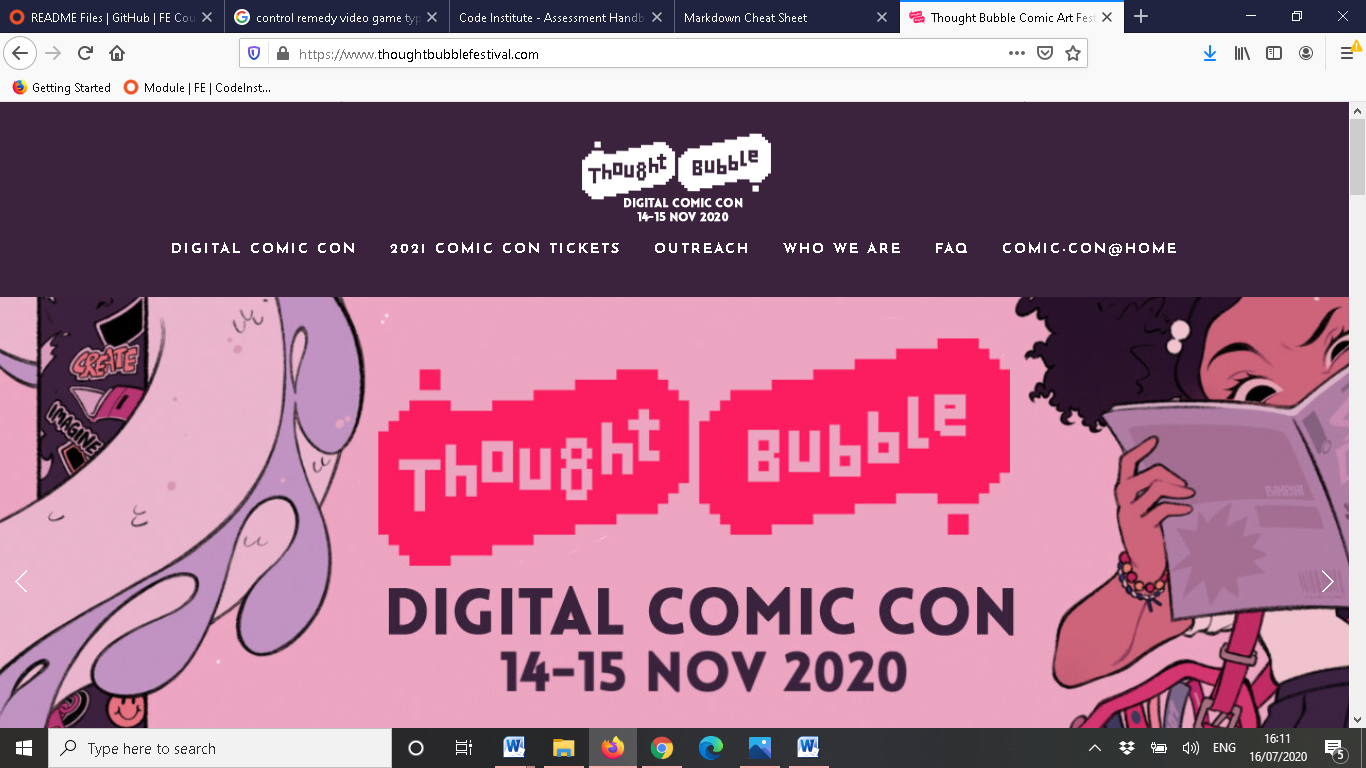 README Files | GitHub | FE Cou
control remedy video game typ
Code Institute - Assessment Handb
Markdown Cheat Sheet
Thought Bubble Comic Art Fest
https://www.thoughtbubblefestival.com
Getting Started
Module | FE | CodeInst...
Thought Bubble
DIGITAL COMIC CON
14-15 NOV 2020
DIGITAL COMIC CON
2021 COMIC CON TICKETS
OUTREACH
WHO WE ARE
FAQ
COMIC-CON@HOME
CREATE
IMAGINE
Thought Bubble
DIGITAL COMIC CON
14-15 NOV 2020
Type here to search
ENG
16:11
16/07/2020
5